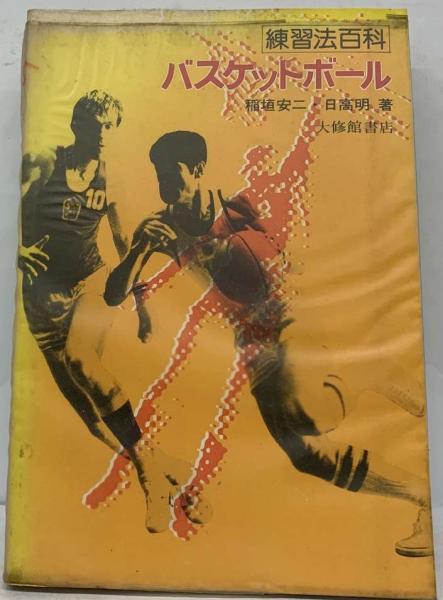 練習法百科
バスケットボール
稲垣安二・日高明 著
大修館書店
10